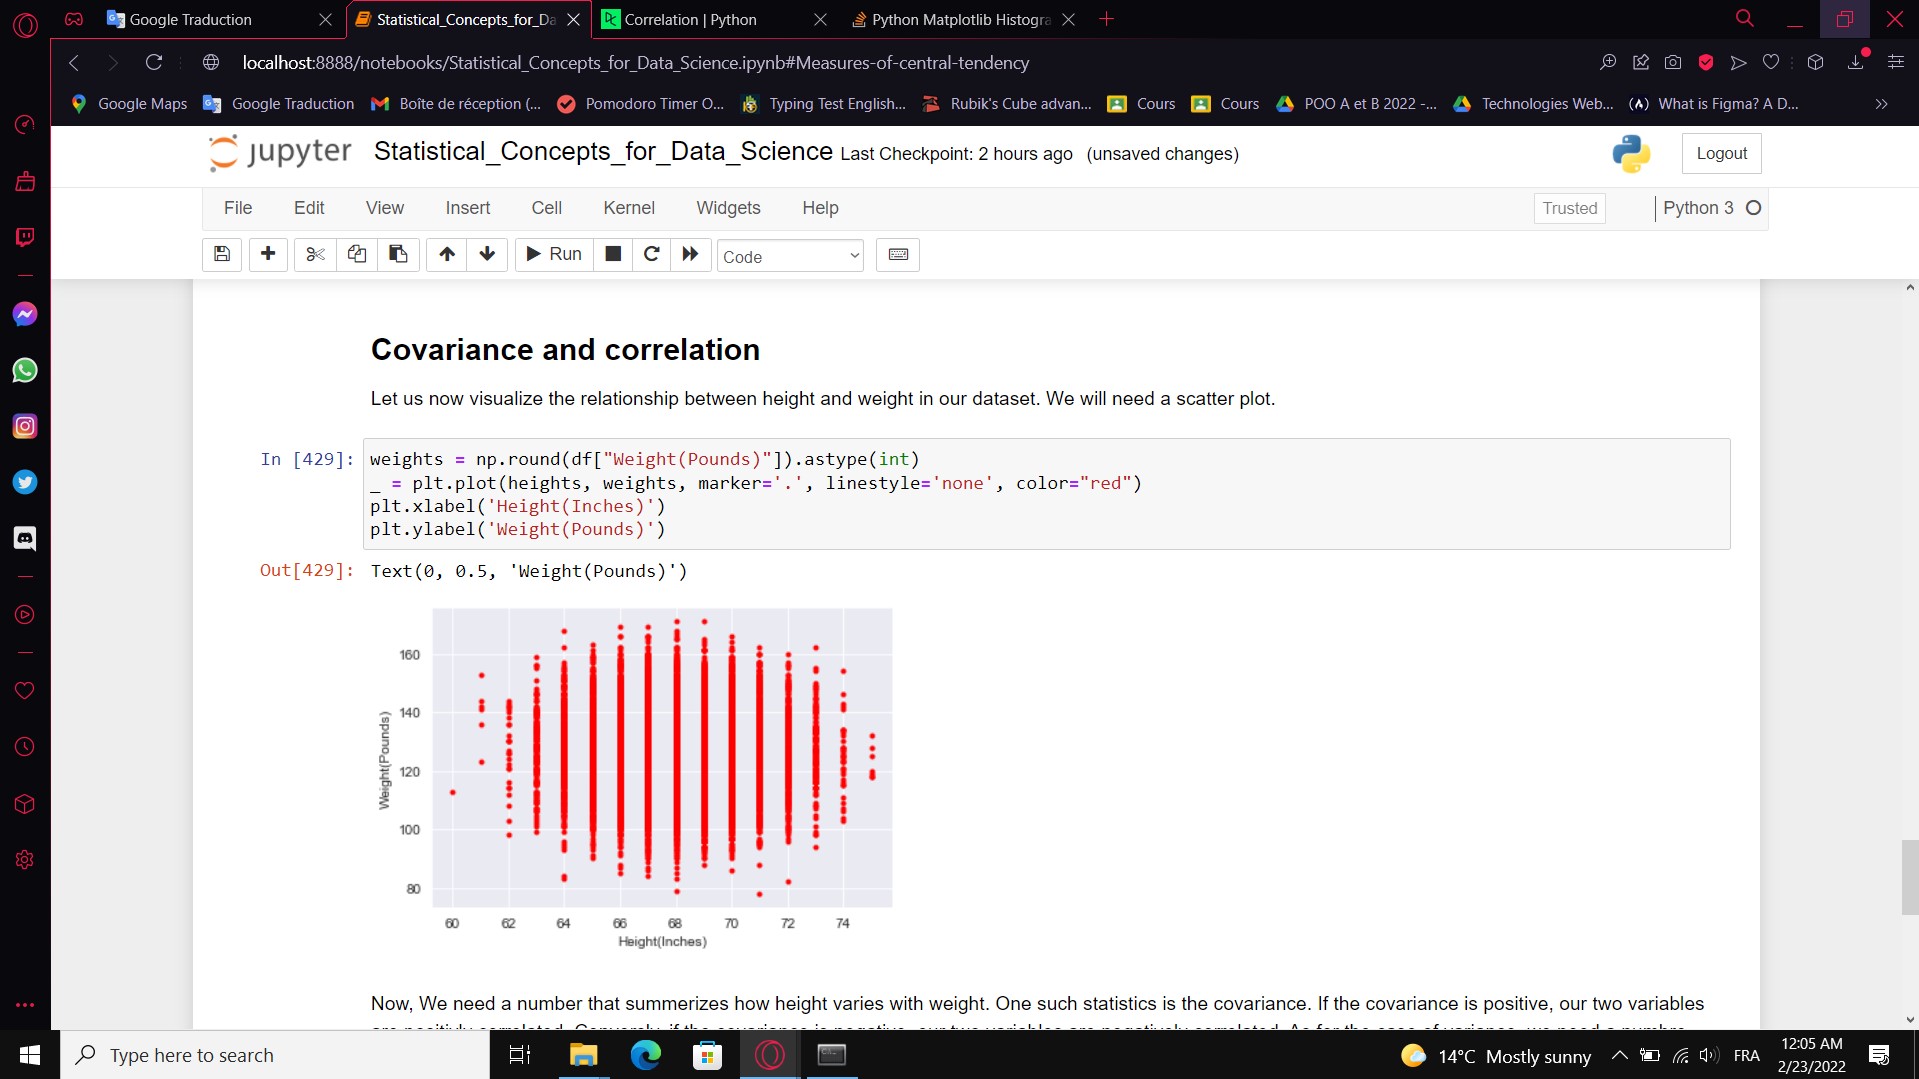 Google Traduction
Statistical_Concepts_for_Da
Correlation | Python
Python Matplotlib Histogra
localhost:8888/notebooks/Statistical_Concepts_for_Data_Science.ipynb#Measures-of-central-tendency
Google Maps
Google Traduction
Boîte de réception (...
Pomodoro Timer O...
Typing Test English...
Rubik's Cube advan...
Cours
Cours
POO A et B 2022 -...
Technologies Web...
What is Figma? A D...
jupyter
Statistical_Concepts_for_Data_Science Last Checkpoint: 2 hours ago (unsaved changes)
Logout
File Edit View Insert Cell Kernel Widgets Help
Trusted
Python 3
Run
Code
Covariance and correlation
Let us now visualize the relationship between height and weight in our dataset. We will need a scatter plot.
In [429]:
weights = np.round(df["Weight(Pounds)"]).astype(int)
_ = plt.plot(heights, weights, marker='.', linestyle='none', color="red")
plt.xlabel('Height(Inches)')
plt.ylabel('Weight(Pounds)')
Out[429]: Text(0, 0.5, 'Weight(Pounds)')
Weight(Pounds)
160
140
120
100
80
60 62 64 66 68 70 72 74
Height(Inches)
Now, We need a number that summerizes how height varies with weight. One such statistics is the covariance. If the covariance is positive, our two variables
Type here to search
14°C Mostly sunny
FRA
12:05 AM
2/23/2022